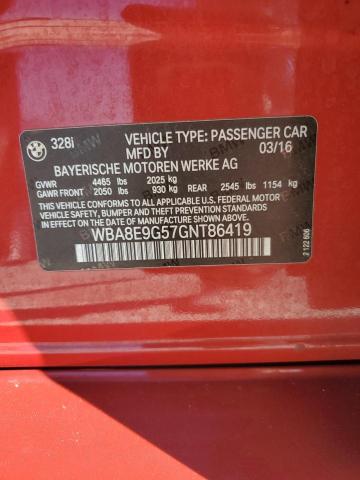 328i VEHICLE TYPE: PASSENGER CAR
MFD BY 03/16
BAYERISCHE MOTOREN WERKE AG
GVWR 4465 lbs 2025 kg
GAWR FRONT 2050 lbs 930 kg REAR 2545 lbs 1154 kg
THIS VEHICLE CONFORMS TO ALL APPLICABLE U.S. FEDERAL MOTOR
VEHICLE SAFETY, BUMPER, AND THEFT PREVENTION STANDARDS
IN EFFECT ON THE DATE OF MANUFACTURE SHOWN ABOVE.
WBA8E9G57GNT86419
2 122 606